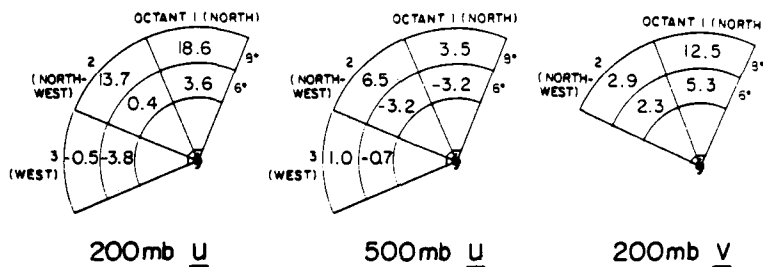 OCTANT 1 (NORTH)
2
(NORTH-
WEST)
18.6
9°
13.7
3.6
6°
0.4
3
(WEST)
-0.5
-3.8
200mb u
OCTANT 1 (NORTH)
2
(NORTH-
WEST)
3.5
9°
6.5
-3.2
6°
-3.2
3
(WEST)
1.0
-0.7
500mb u
OCTANT 1 (NORTH
2
(NORTH-
WEST)
12.5
9°
2.9
5.3
6°
2.3
200mb v